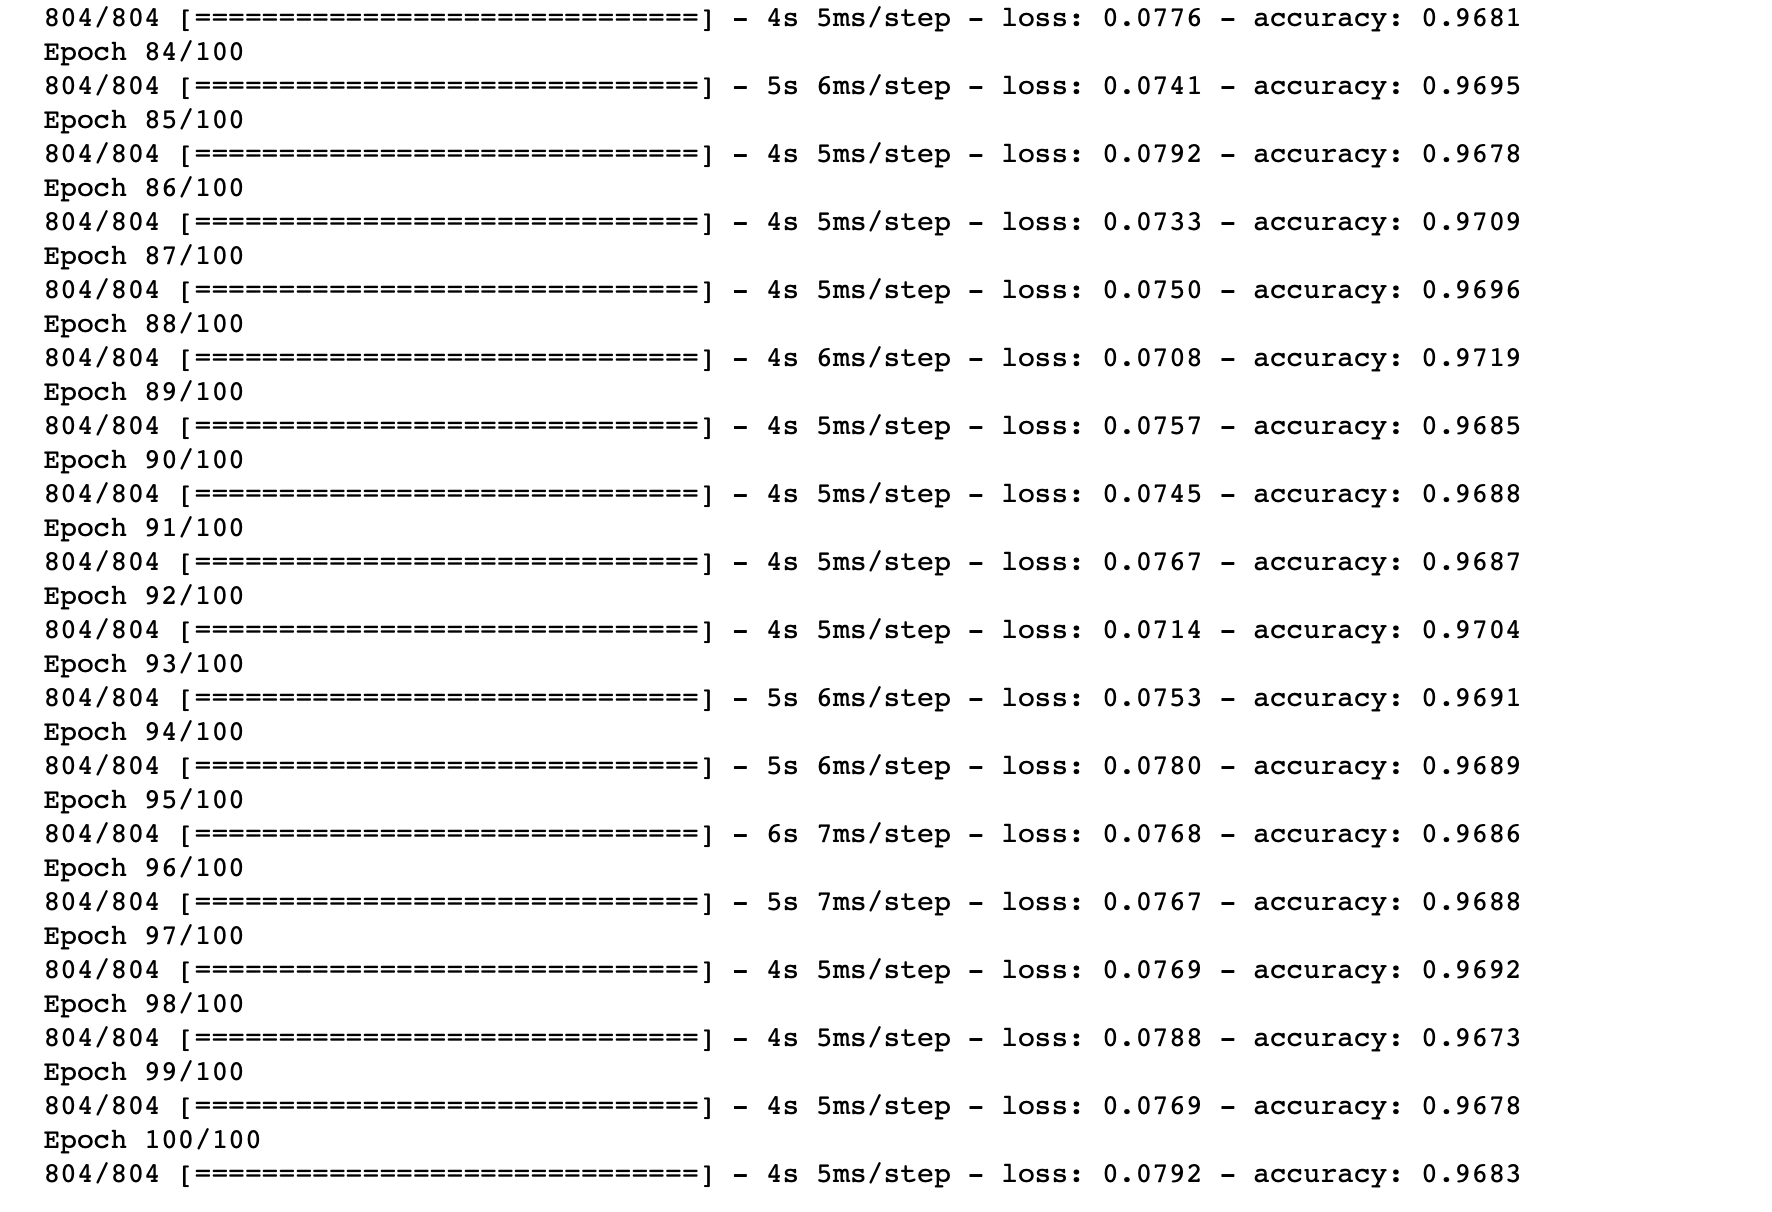 804/804 [==============================] - 4s 5ms/step - loss: 0.0776 - accuracy: 0.9681
Epoch 84/100
804/804 [==============================] - 5s 6ms/step - loss: 0.0741 - accuracy: 0.9695
Epoch 85/100
804/804 [==============================] - 4s 5ms/step - loss: 0.0792 - accuracy: 0.9678
Epoch 86/100
804/804 [==============================] - 4s 5ms/step - loss: 0.0733 - accuracy: 0.9709
Epoch 87/100
804/804 [==============================] - 4s 5ms/step - loss: 0.0750 - accuracy: 0.9696
Epoch 88/100
804/804 [==============================] - 4s 6ms/step - loss: 0.0708 - accuracy: 0.9719
Epoch 89/100
804/804 [==============================] - 4s 5ms/step - loss: 0.0757 - accuracy: 0.9685
Epoch 90/100
804/804 [==============================] - 4s 5ms/step - loss: 0.0745 - accuracy: 0.9688
Epoch 91/100
804/804 [==============================] - 4s 5ms/step - loss: 0.0767 - accuracy: 0.9687
Epoch 92/100
804/804 [==============================] - 4s 5ms/step - loss: 0.0714 - accuracy: 0.9704
Epoch 93/100
804/804 [==============================] - 5s 6ms/step - loss: 0.0753 - accuracy: 0.9691
Epoch 94/100
804/804 [==============================] - 5s 6ms/step - loss: 0.0780 - accuracy: 0.9689
Epoch 95/100
804/804 [==============================] - 6s 7ms/step - loss: 0.0768 - accuracy: 0.9686
Epoch 96/100
804/804 [==============================] - 5s 7ms/step - loss: 0.0767 - accuracy: 0.9688
Epoch 97/100
804/804 [==============================] - 4s 5ms/step - loss: 0.0769 - accuracy: 0.9692
Epoch 98/100
804/804 [==============================] - 4s 5ms/step - loss: 0.0788 - accuracy: 0.9673
Epoch 99/100
804/804 [==============================] - 4s 5ms/step - loss: 0.0769 - accuracy: 0.9678
Epoch 100/100
804/804 [==============================] - 4s 5ms/step - loss: 0.0792 - accuracy: 0.9683